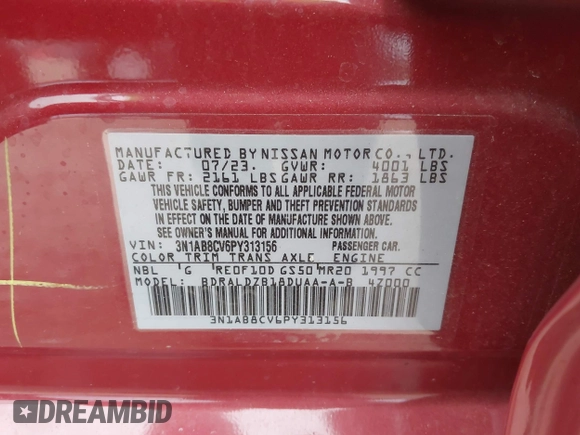 MANUFACTURED BY NISSAN MOTOR CO., LTD.
DATE: 07/23. GVWR: 4001 LBS
GAWR FR: 2161 LBS GAWR RR: 1863 LBS
THIS VEHICLE CONFORMS TO ALL APPLICABLE FEDERAL MOTOR
VEHICLE SAFETY, BUMPER AND THEFT PREVENTION STANDARDS
IN EFFECT ON THE DATE OF MANUFACTURE SHOWN ABOVE.
SEE OWNER'S MANUAL FOR ADDITIONAL INFORMATION.
VIN: 3N1AB8CV6PY313156 PASSENGER CAR.
COLOR TRIM TRANS AXLE ENGINE
NBL G RE0F10D GS50 MR20 1997 CC
MODEL: BDRALDZB18DUAA-A-B 4Z000
3N1AB8CV6PY313156
DREAMBID